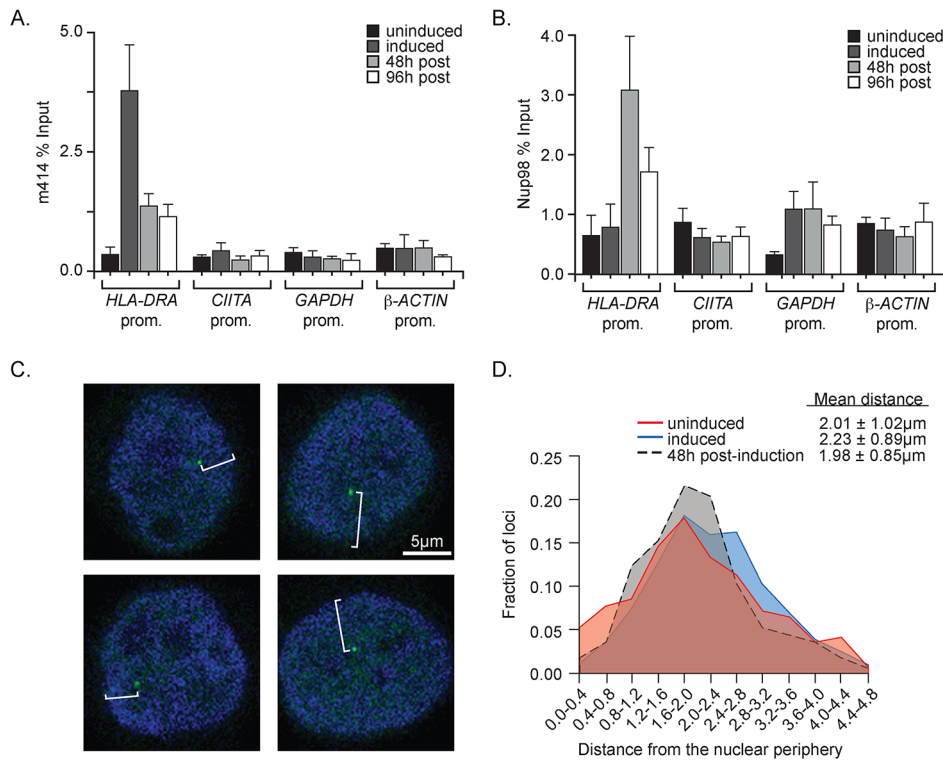 A.
m414 % Input
5.0
2.5
0.0
uninduced
induced
48h post
96h post
HLA-DRA CIITA GAPDH β-ACTIN
prom. prom. prom. prom.
B.
Nup98 % Input
4.0
3.0
2.0
1.0
0.0
uninduced
induced
48h post
96h post
HLA-DRA CIITA GAPDH β-ACTIN
prom. prom. prom. prom.
C.
5µm
D.
Mean distance
uninduced 2.01 ± 1.02µm
induced 2.23 ± 0.89µm
48h post-induction 1.98 ± 0.85µm
Fraction of loci
0.25
0.20
0.15
0.10
0.05
0.00
0.0-0.4 0.4-0.8 0.8-1.2 1.2-1.6 1.6-2.0 2.0-2.4 2.4-2.8 2.8-3.2 3.2-3.6 3.6-4.0 4.0-4.4 4.4-4.8
Distance from the nuclear periphery